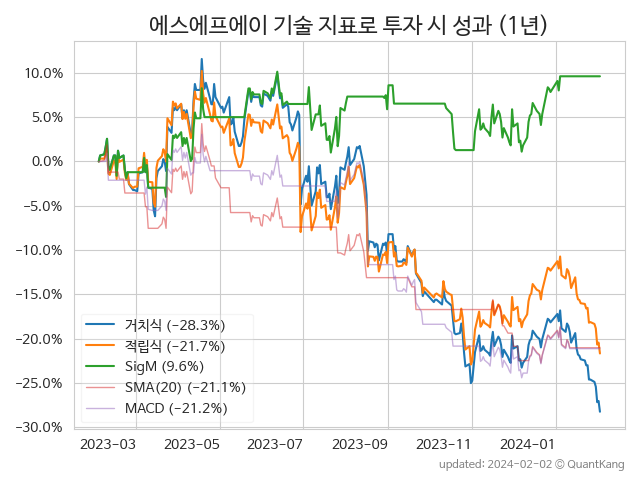 에스에프에이 기술 지표로 투자 시 성과 (1년)
10.0%
5.0%
0.0%
−5.0%
−10.0%
−15.0%
−20.0%
−25.0%
−30.0%
거치식 (−28.3%)
적립식 (−21.7%)
SigM (9.6%)
SMA(20) (−21.1%)
MACD (−21.2%)
2023-03 2023-05 2023-07 2023-09 2023-11 2024-01
updated: 2024-02-02 © QuantKang